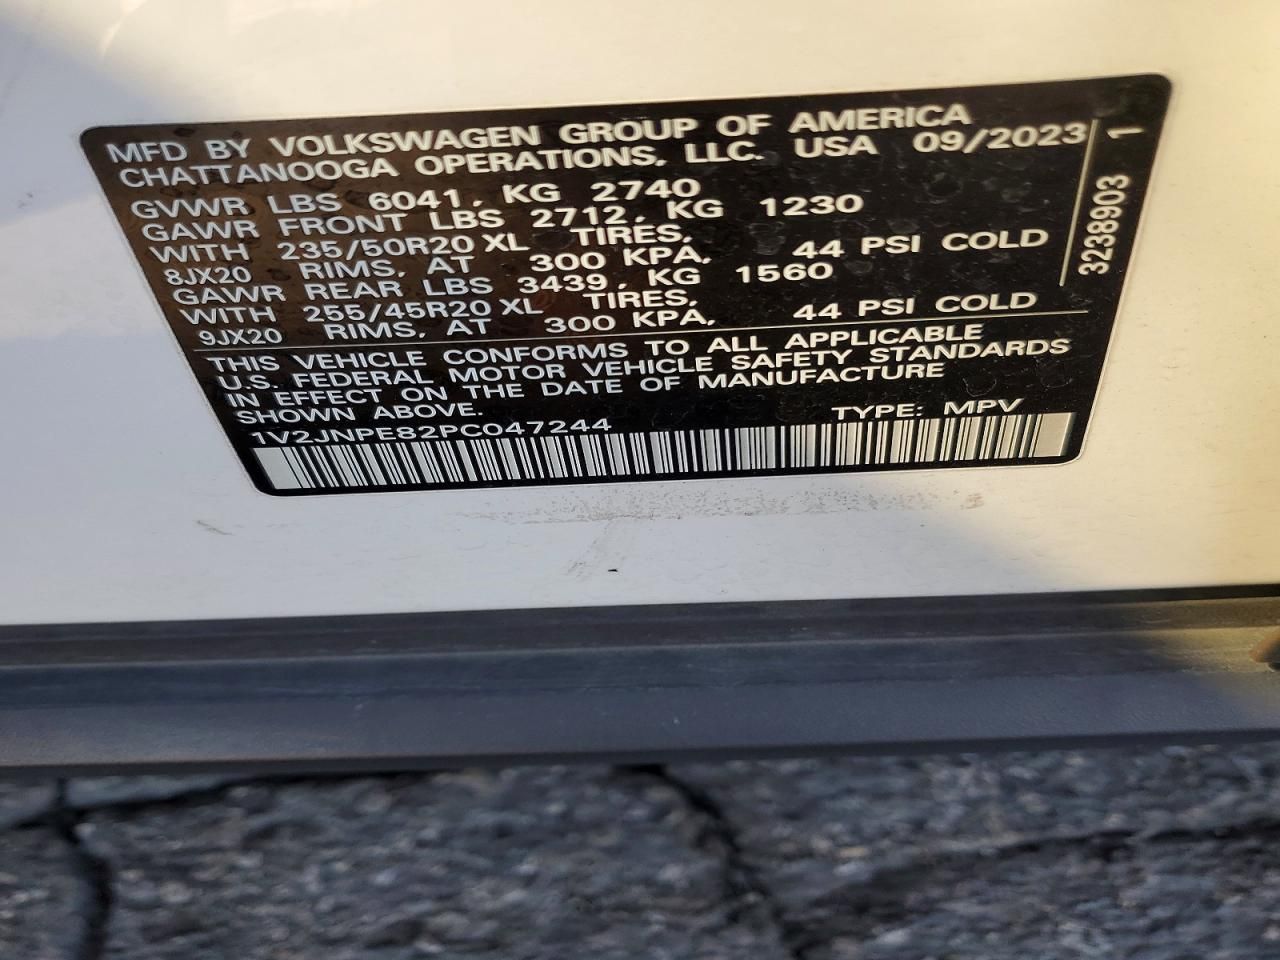 MFD BY VOLKSWAGEN GROUP OF AMERICA
CHATTANOOGA OPERATIONS, LLC. USA 09/2023
GVWR LBS 6041, KG 2740
GAWR FRONT LBS 2712, KG 1230
WITH 235/50R20 XL TIRES,
8JX20 RIMS, AT 300 KPA, 44 PSI COLD
GAWR REAR LBS 3439, KG 1560
WITH 255/45R20 XL TIRES,
9JX20 RIMS, AT 300 KPA, 44 PSI COLD
THIS VEHICLE CONFORMS TO ALL APPLICABLE
U.S. FEDERAL MOTOR VEHICLE SAFETY STANDARDS
IN EFFECT ON THE DATE OF MANUFACTURE
SHOWN ABOVE.
1V2JNPE82PC047244 TYPE: MPV
3238903 1